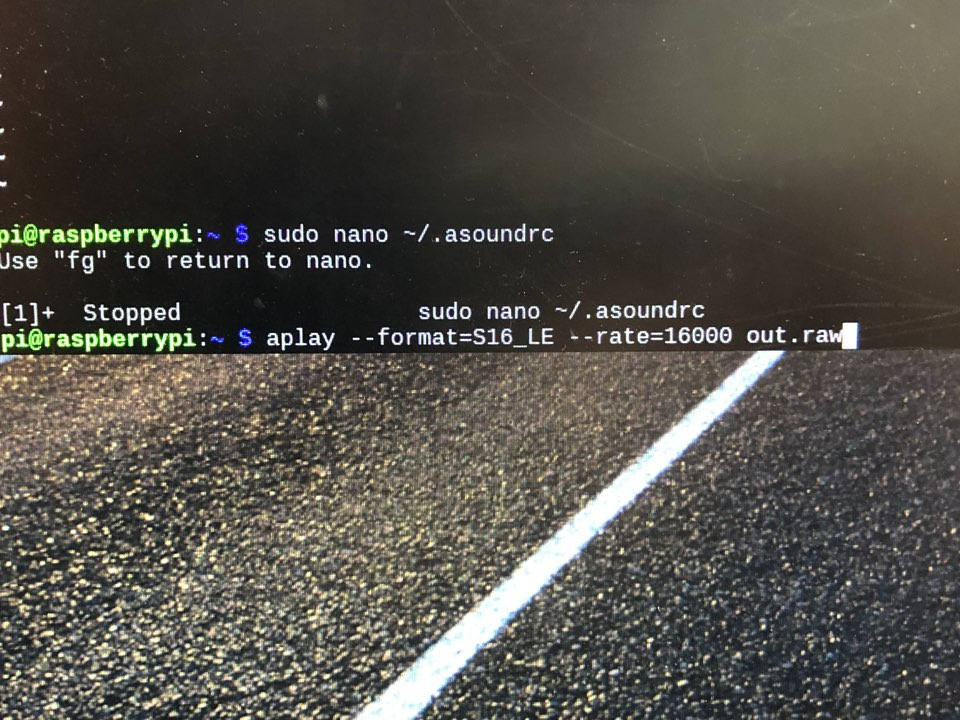 pi@raspberrypi:~ $ sudo nano ~/.asoundrc
Use "fg" to return to nano.
[1]+  Stopped                 sudo nano ~/.asoundrc
pi@raspberrypi:~ $ aplay --format=S16_LE --rate=16000 out.raw